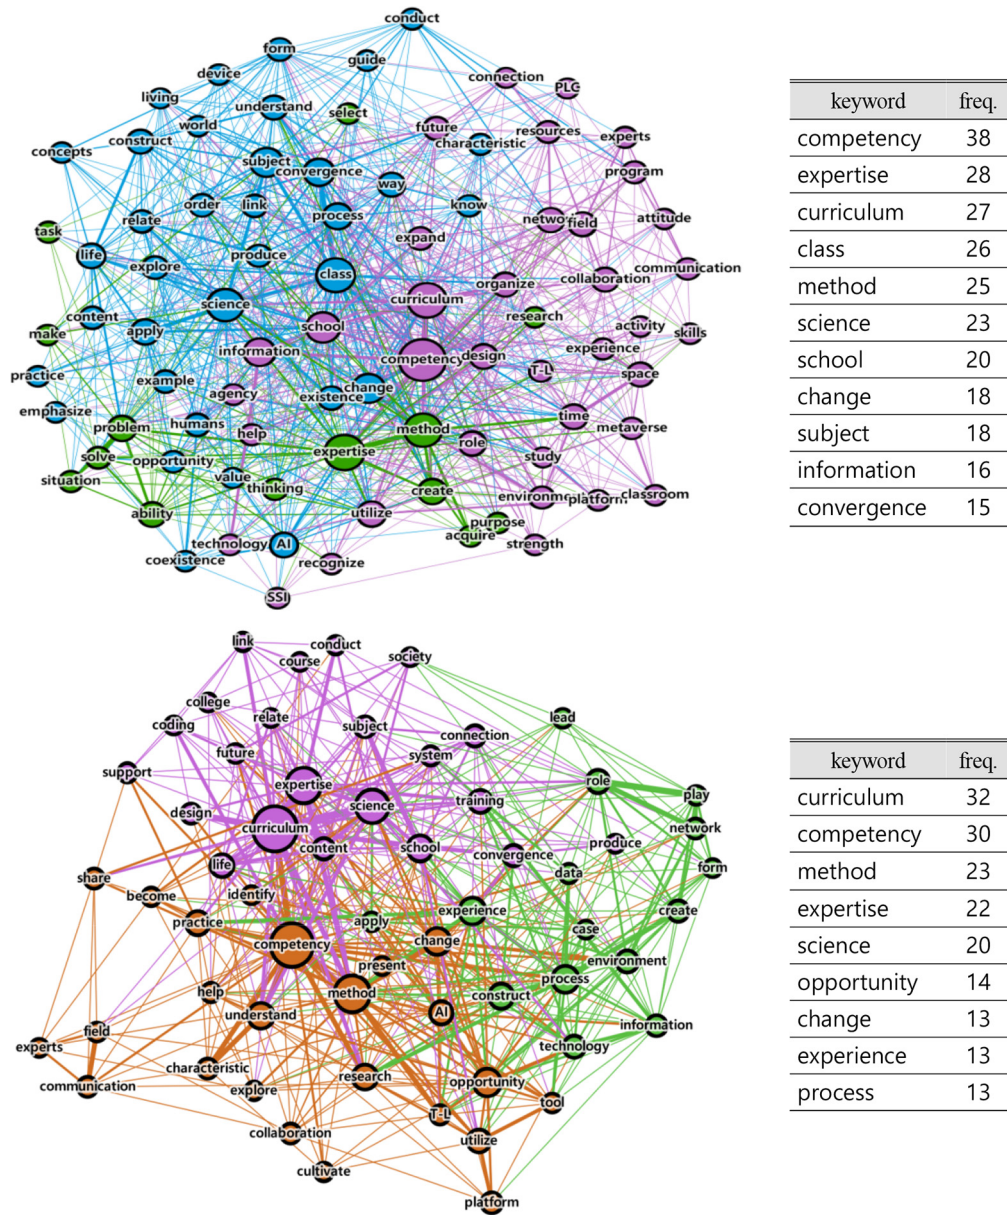 conduct
form
guide
device
connection
PLC
living
understand
select
world
future
resources
experts
construct
characteristic
concepts
subject
convergence
program
way
order
link
know
relate
process
network
field
attitude
task
expand
life
produce
explore
class
collaboration
communication
organize
science
curriculum
content
apply
school
research
activity
make
skills
information
competency
design
experience
practice
example
change
T-L
space
agency
existence
emphasize
humans
method
time
metaverse
problem
help
role
expertise
solve
opportunity
study
situation
value
thinking
create
environment
platform
classroom
ability
utilize
purpose
acquire
technology
AI
strength
coexistence
recognize
SSI
keyword freq.
competency 38
expertise 28
curriculum 27
class 26
method 25
science 23
school 20
change 18
subject 18
information 16
convergence 15
link
conduct
course
society
college
relate
lead
coding
subject
connection
future
system
support
role
expertise
play
design
science
training
curriculum
network
content
school
produce
life
convergence
form
share
data
become
identify
practice
apply
experience
create
case
competency
change
present
environment
process
help
method
construct
understand
AI
information
field
experts
technology
characteristic
research
opportunity
communication
explore
tool
T-L
collaboration
utilize
cultivate
platform
keyword freq.
curriculum 32
competency 30
method 23
expertise 22
science 20
opportunity 14
change 13
experience 13
process 13